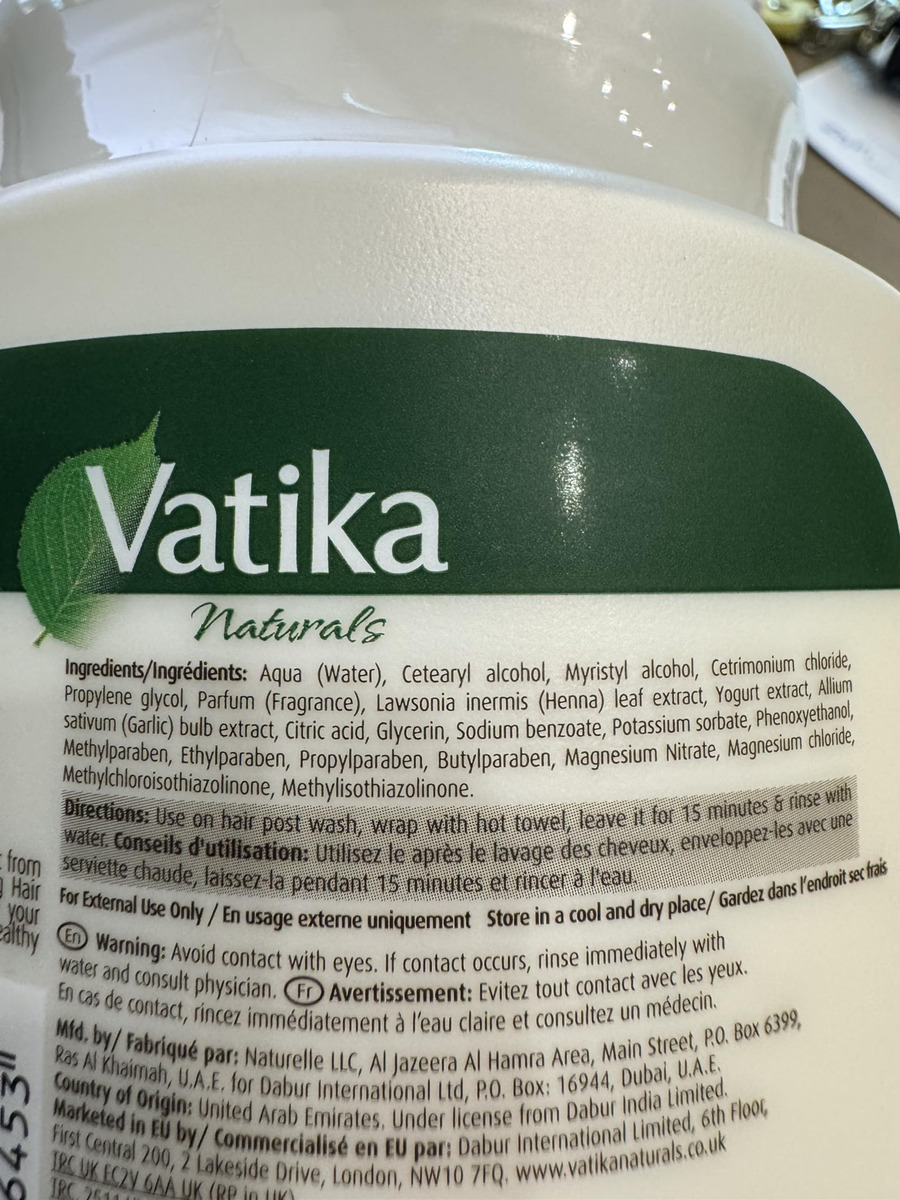 Vatika
Naturals
Ingredients/Ingrédients: Aqua (Water), Cetearyl alcohol, Myristyl alcohol, Cetrimonium chloride,
Propylene glycol, Parfum (Fragrance), Lawsonia inermis (Henna) leaf extract, Yogurt extract, Allium
sativum (Garlic) bulb extract, Citric acid, Glycerin, Sodium benzoate, Potassium sorbate, Phenoxyethanol,
Methylparaben, Ethylparaben, Propylparaben, Butylparaben, Magnesium Nitrate, Magnesium chloride,
Methylchloroisothiazolinone, Methylisothiazolinone.
Directions: Use on hair post wash, wrap with hot towel, leave it for 15 minutes & rinse with
water. Conseils d'utilisation: Utilisez le après le lavage des cheveux, enveloppez-les avec une
serviette chaude, laissez-la pendant 15 minutes et rincer à l'eau.
For External Use Only / En usage externe uniquement Store in a cool and dry place/ Gardez dans l'endroit sec frais
En Warning: Avoid contact with eyes. If contact occurs, rinse immediately with
water and consult physician. Fr Avertissement: Evitez tout contact avec les yeux.
En cas de contact, rincez immédiatement à l'eau claire et consultez un médecin.
Mfd. by/ Fabriqué par: Naturelle LLC, Al Jazeera Al Hamra Area, Main Street, P.O. Box 6399,
Ras Al Khaimah, U.A.E. for Dabur International Ltd, P.O. Box: 16944, Dubai, U.A.E.
Country of Origin: United Arab Emirates. Under license from Dabur India Limited.
Marketed in EU by/ Commercialisé en EU par: Dabur International Limited, 6th Floor,
First Central 200, 2 Lakeside Drive, London, NW10 7FQ. www.vatikanaturals.co.uk
TRC UK EC2V 6AA UK (RP in UK)
TRC
from
Hair
your
6453"